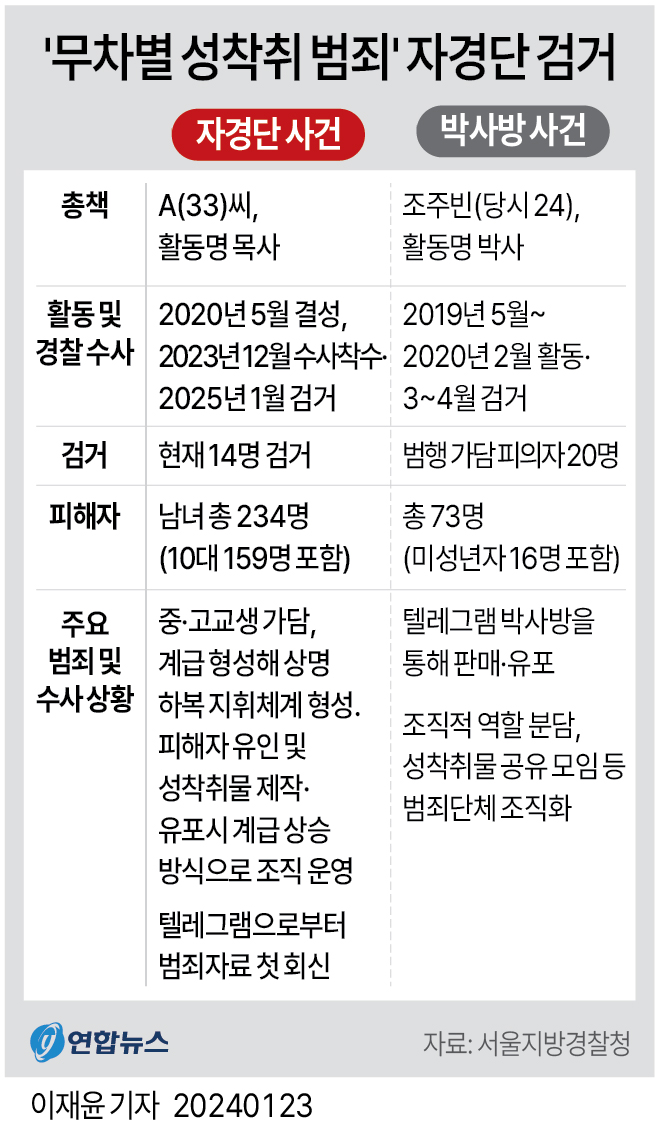 '무차별 성착취 범죄' 자경단 검거
자경단 사건
박사방 사건
총책
A(33)씨,
활동명 목사
조주빈(당시 24),
활동명 박사
활동 및
경찰 수사
2020년 5월 결성,
2023년 12월 수사착수·
2025년 1월 검거
2019년 5월~
2020년 2월 활동·
3~4월 검거
검거
현재 14명 검거
범행 가담 피의자 20명
피해자
남녀 총 234명
(10대 159명 포함)
총 73명
(미성년자 16명 포함)
주요
범죄 및
수사 상황
중·고교생 가담,
계급 형성해 상명
하복 지휘체계 형성.
피해자 유인 및
성착취물 제작·
유포시 계급 상승
방식으로 조직 운영
텔레그램으로부터
범죄자료 첫 회신
텔레그램 박사방을
통해 판매·유포
조직적 역할 분담,
성착취물 공유 모임 등
범죄단체 조직화
연합뉴스
자료: 서울지방경찰청
이재윤 기자 20240123